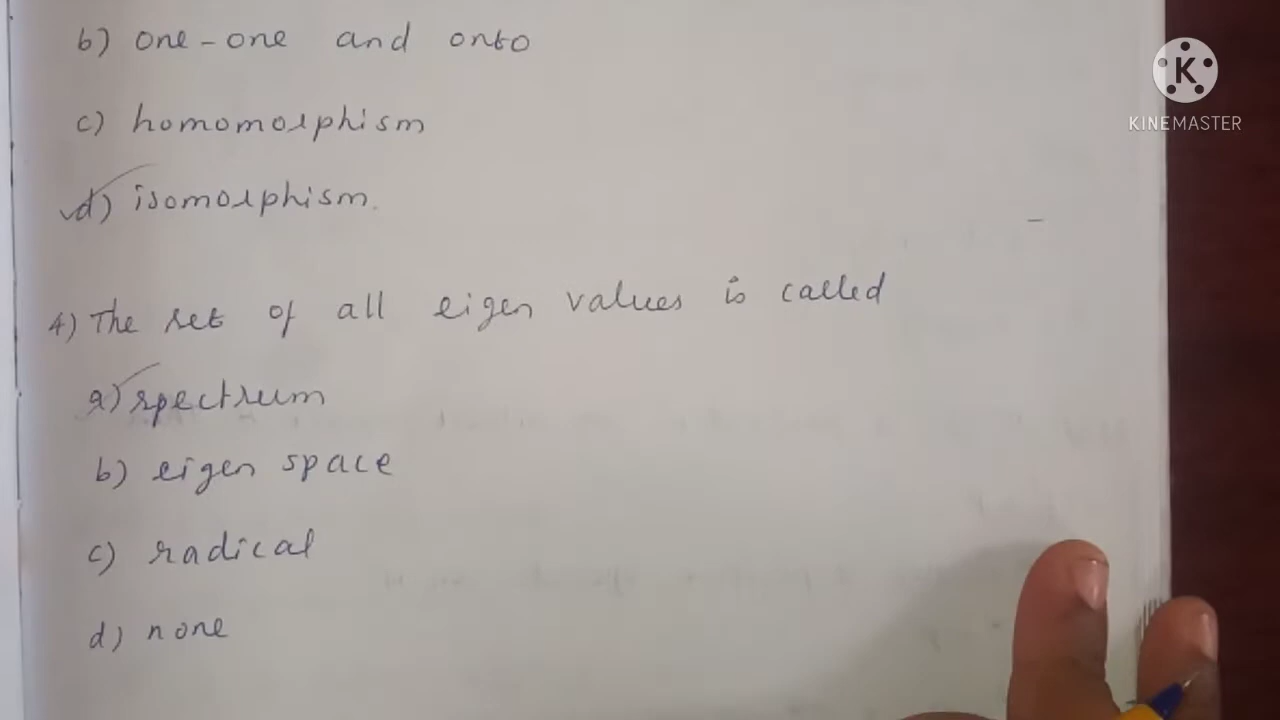 b) one-one and onto
K
KINEMASTER
c) homomorphism
d) isomorphism.
4) The set of all eigen values is called
a) spectrum
b) eigen space
c) radical
d) none